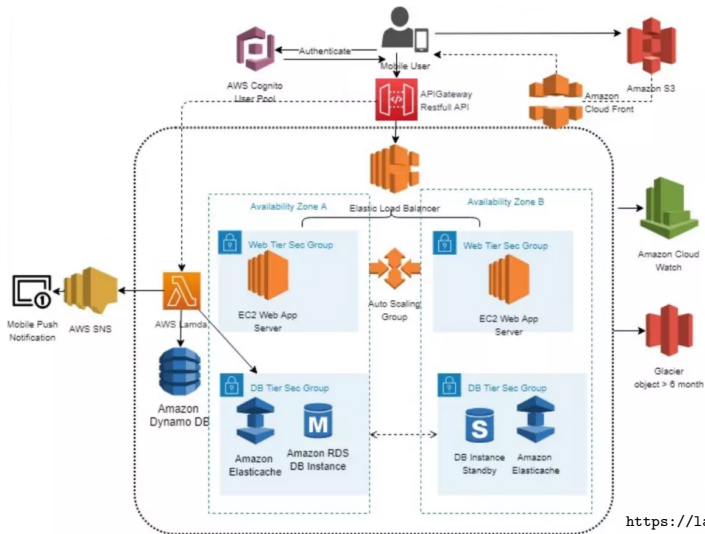 Authenticate
Mobile User
AWS Cognito
User Pool
APIGateway
Restfull API
Amazon
Cloud Front
Amazon S3
Elastic Load Balancer
Availability Zone A
Availability Zone B
Web Tier Sec Group
EC2 Web App
Server
Auto Scaling
Group
Web Tier Sec Group
EC2 Web App
Server
Amazon Cloud
Watch
Mobile Push
Notification
AWS SNS
AWS Lamda
Glacier
object > 6 month
Amazon
Dynamo DB
DB Tier Sec Group
Amazon
Elasticache
M
Amazon RDS
DB Instance
DB Tier Sec Group
S
DB Instance
Standby
Amazon
Elasticache
https://la